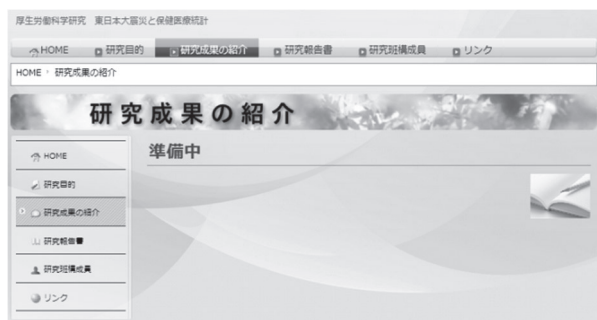 厚生労働科学研究 東日本大震災と保健医療統計
HOME 研究目的 研究成果の紹介 研究報告書 研究班構成員 リンク
HOME > 研究成果の紹介
研究成果の紹介
準備中
HOME
研究目的
研究成果の紹介
研究報告書
研究班構成員
リンク